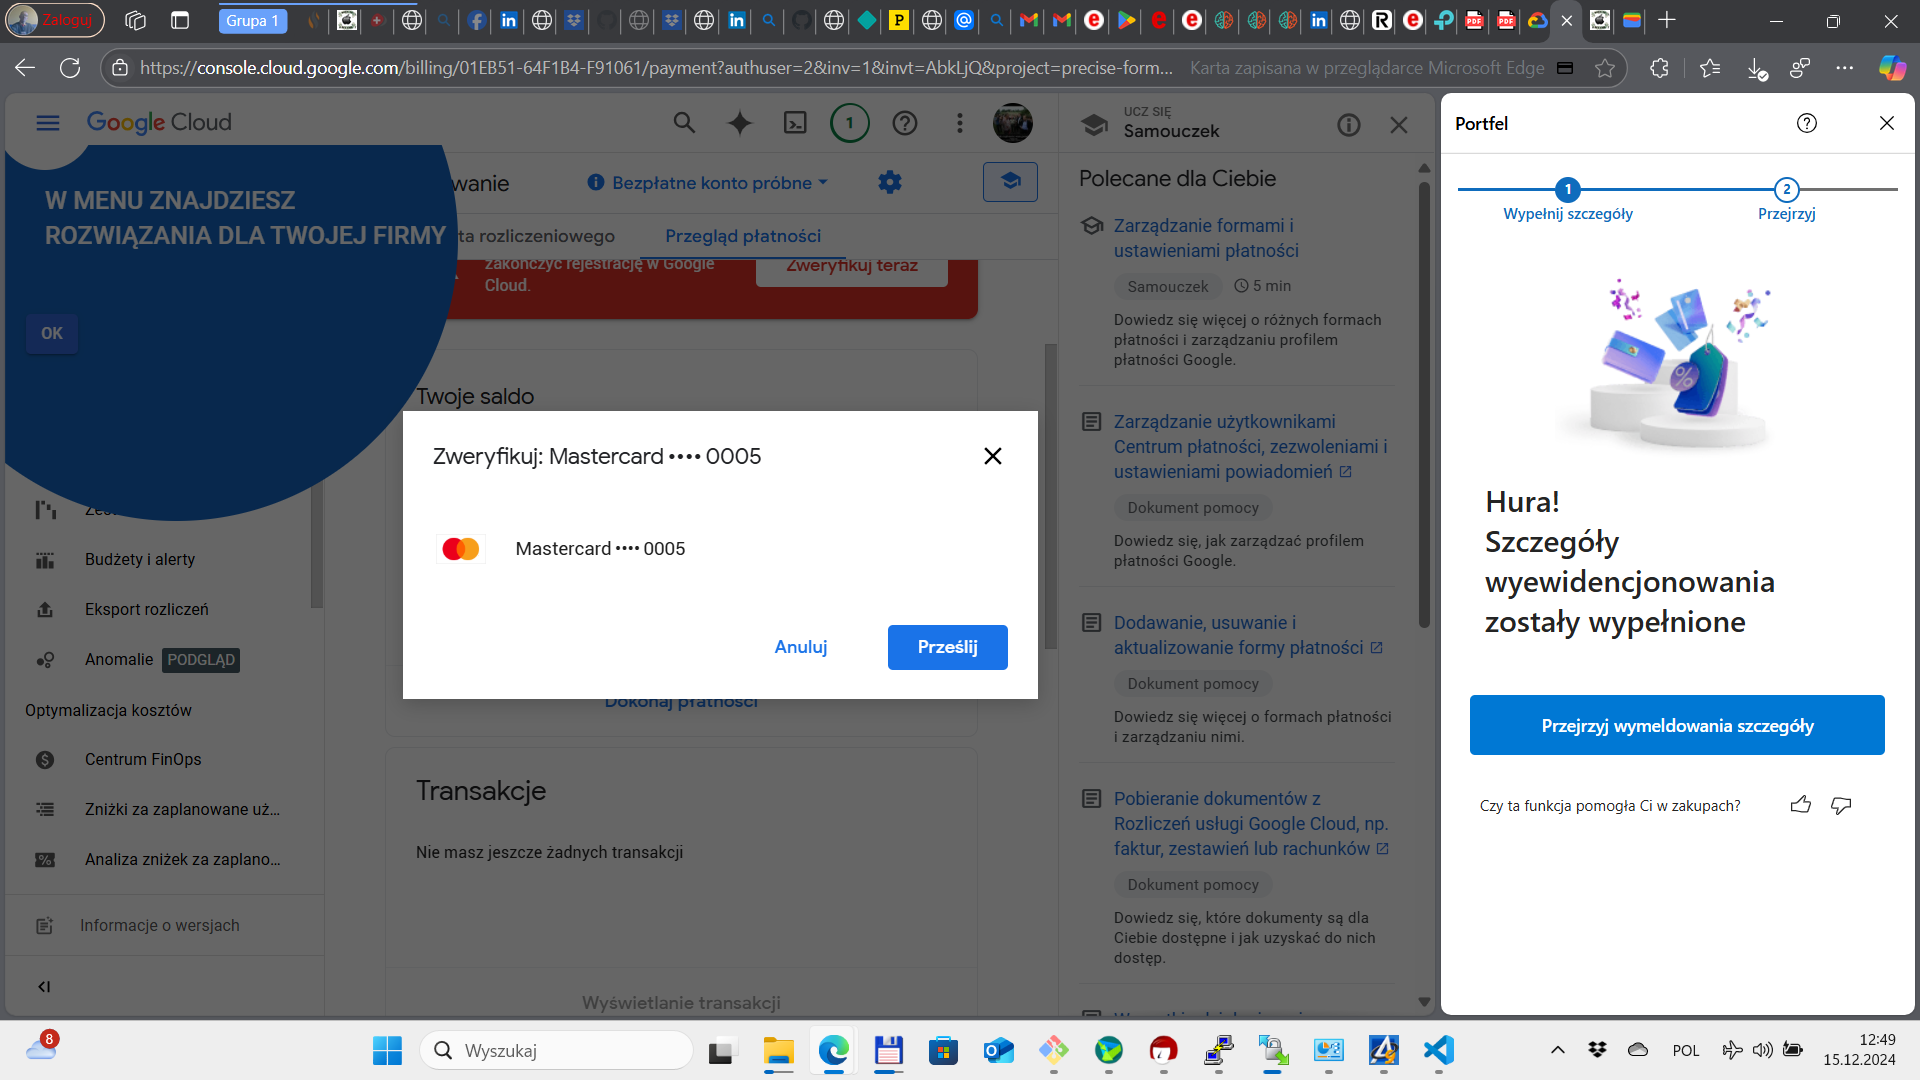 Zaloguj
Grupa 1
https://console.cloud.google.com/billing/01EB51-64F1B4-F91061/payment?authuser=2&inv=1&invt=AbkLjQ&project=precise-form...
Karta zapisana w przeglądarce Microsoft Edge
Google Cloud
1
W MENU ZNAJDZIESZ
ROZWIĄZANIA DLA TWOJEJ FIRMY
OK
wanie
Bezpłatne konto próbne
ta rozliczeniowego
Przegląd płatności
zakończyć rejestrację w Google
Cloud.
Zweryfikuj teraz
Twoje saldo
Zweryfikuj: Mastercard •••• 0005
Mastercard •••• 0005
Anuluj
Prześlij
Dokonaj płatności
Transakcje
Nie masz jeszcze żadnych transakcji
Wyświetlanie transakcji
Budżety i alerty
Eksport rozliczeń
Anomalie
PODGLĄD
Optymalizacja kosztów
Centrum FinOps
Zniżki za zaplanowane uż...
Analiza zniżek za zaplano...
Informacje o wersjach
UCZ SIĘ
Samouczek
Polecane dla Ciebie
Zarządzanie formami i
ustawieniami płatności
Samouczek
5 min
Dowiedz się więcej o różnych formach
płatności i zarządzaniu profilem
płatności Google.
Zarządzanie użytkownikami
Centrum płatności, zezwoleniami i
ustawieniami powiadomień
Dokument pomocy
Dowiedz się, jak zarządzać profilem
płatności Google.
Dodawanie, usuwanie i
aktualizowanie formy płatności
Dokument pomocy
Dowiedz się więcej o formach płatności
i zarządzaniu nimi.
Pobieranie dokumentów z
Rozliczeń usługi Google Cloud, np.
faktur, zestawień lub rachunków
Dokument pomocy
Dowiedz się, które dokumenty są dla
Ciebie dostępne i jak uzyskać do nich
dostęp.
Portfel
1
Wypełnij szczegóły
2
Przejrzyj
Hura!
Szczegóły
wyewidencjonowania
zostały wypełnione
Przejrzyj wymeldowania szczegóły
Czy ta funkcja pomogła Ci w zakupach?
8
Wyszukaj
POL
12:49
15.12.2024